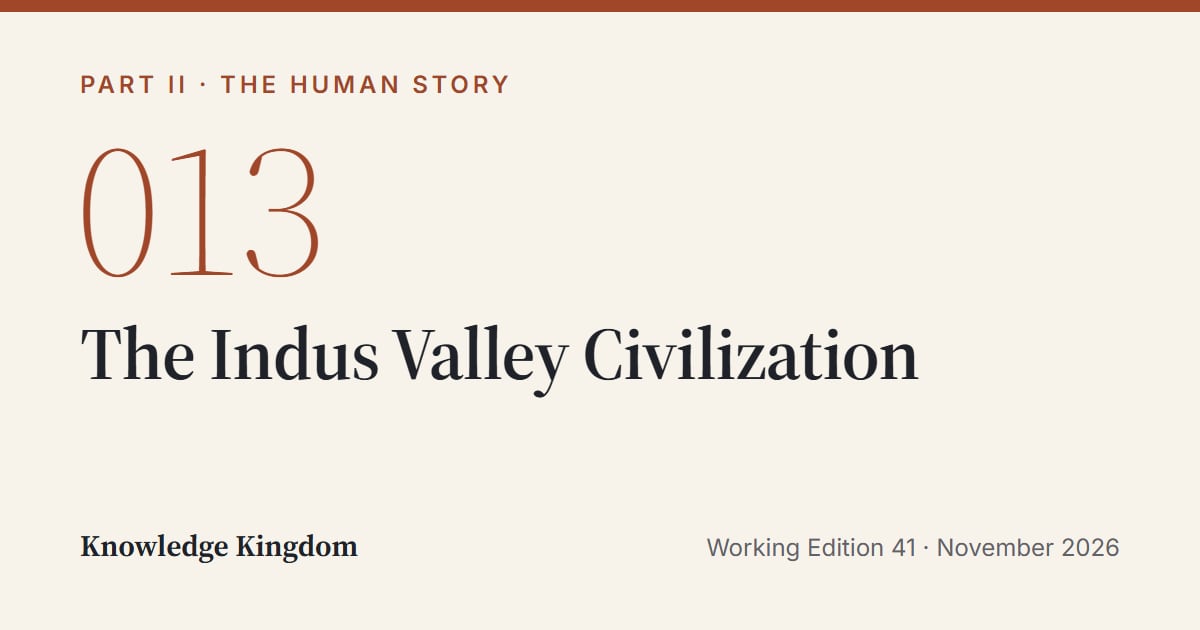 PART II · THE HUMAN STORY
013
The Indus Valley Civilization
Knowledge Kingdom
Working Edition 41 · November 2026